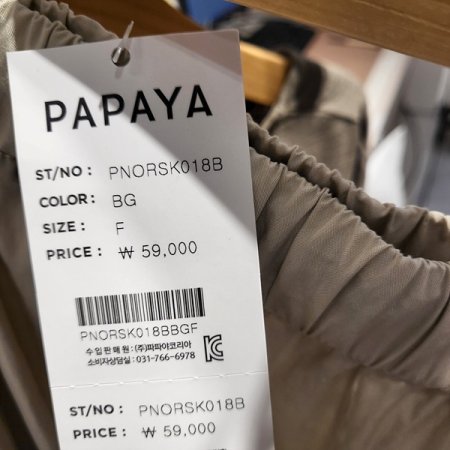 PAPAYA
ST/NO : PNORSK018B
COLOR: BG
SIZE : F
PRICE : ₩ 59,000
PNORSK018BBGF
수 입 판 매 원 : (주)파파야코리아
소비자상담실 : 031-766-6978
ST/NO : PNORSK018B
PRICE : ₩ 59,000